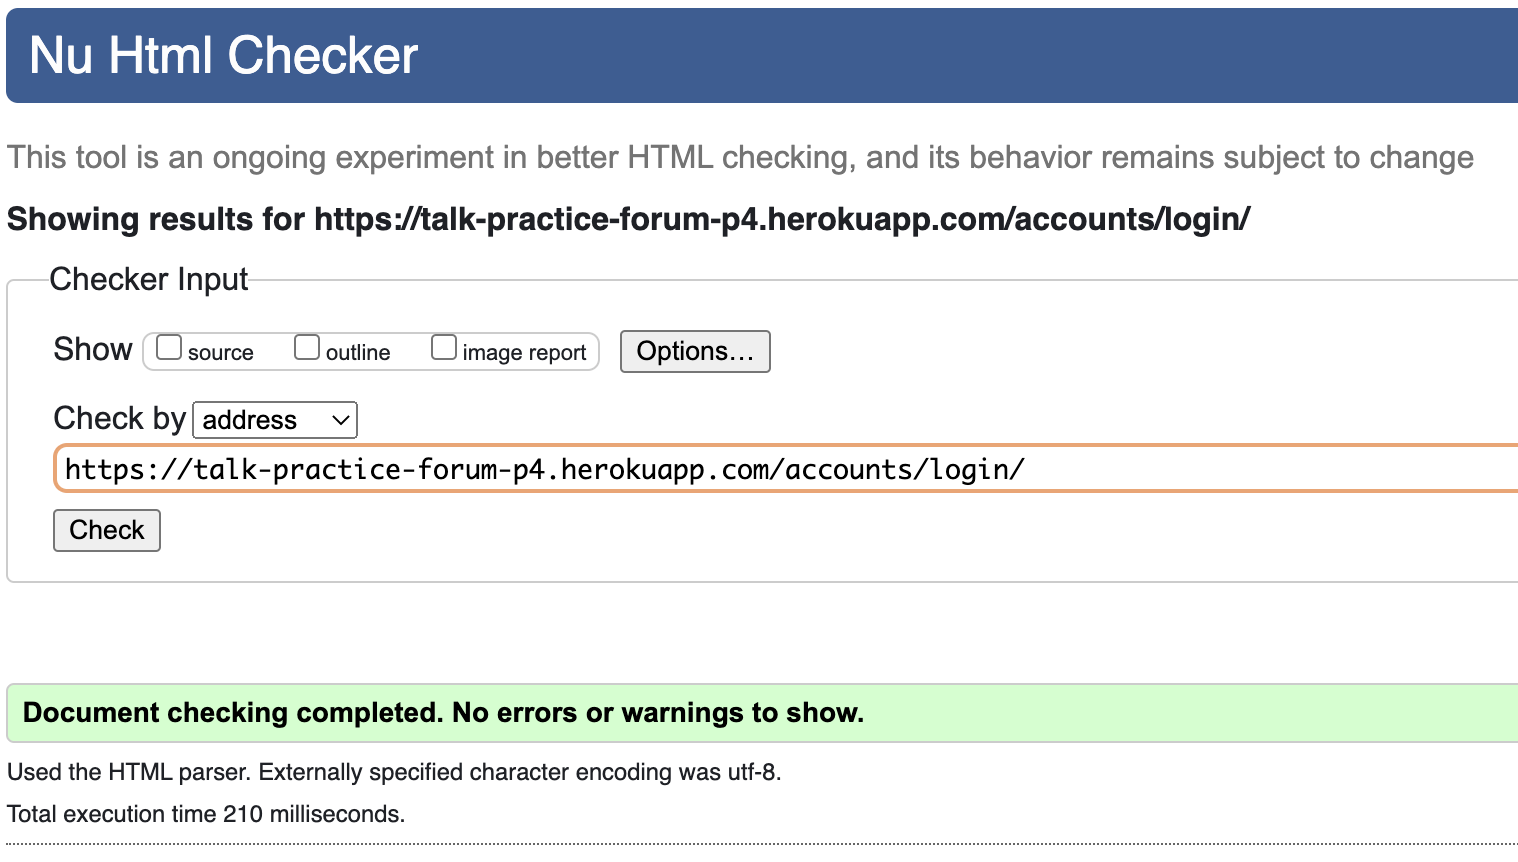 Nu Html Checker
This tool is an ongoing experiment in better HTML checking, and its behavior remains subject to change
Showing results for https://talk-practice-forum-p4.herokuapp.com/accounts/login/
Checker Input
Show source outline image report Options...
Check by address
https://talk-practice-forum-p4.herokuapp.com/accounts/login/
Check
Document checking completed. No errors or warnings to show.
Used the HTML parser. Externally specified character encoding was utf-8.
Total execution time 210 milliseconds.